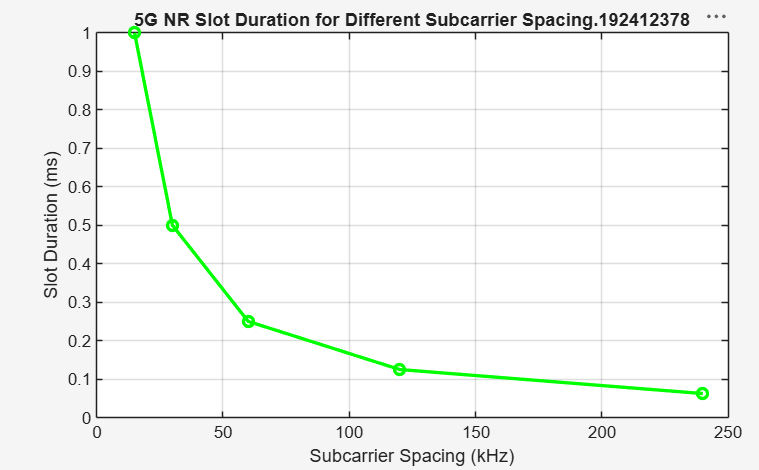 5G NR Slot Duration for Different Subcarrier Spacing.192412378
1
0.9
0.8
0.7
0.6
0.5
0.4
0.3
0.2
0.1
0
Slot Duration (ms)
0 50 100 150 200 250
Subcarrier Spacing (kHz)